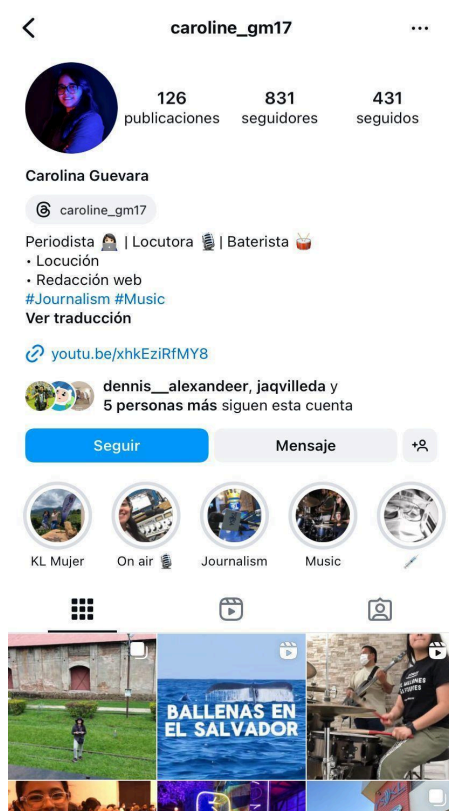 caroline_gm17
126
publicaciones
831
seguidores
431
seguidos
Carolina Guevara
caroline_gm17
Periodista 👩🏻‍💻 | Locutora 🎙️ | Baterista 🥁
• Locución
• Redacción web
#Journalism #Music
Ver traducción
youtu.be/xhkEziRfMY8
dennis__alexandeer, jaqvilleda y
5 personas más siguen esta cuenta
Seguir
Mensaje
KL Mujer
On air 🎙️
Journalism
Music
BALLENAS EN
EL SALVADOR